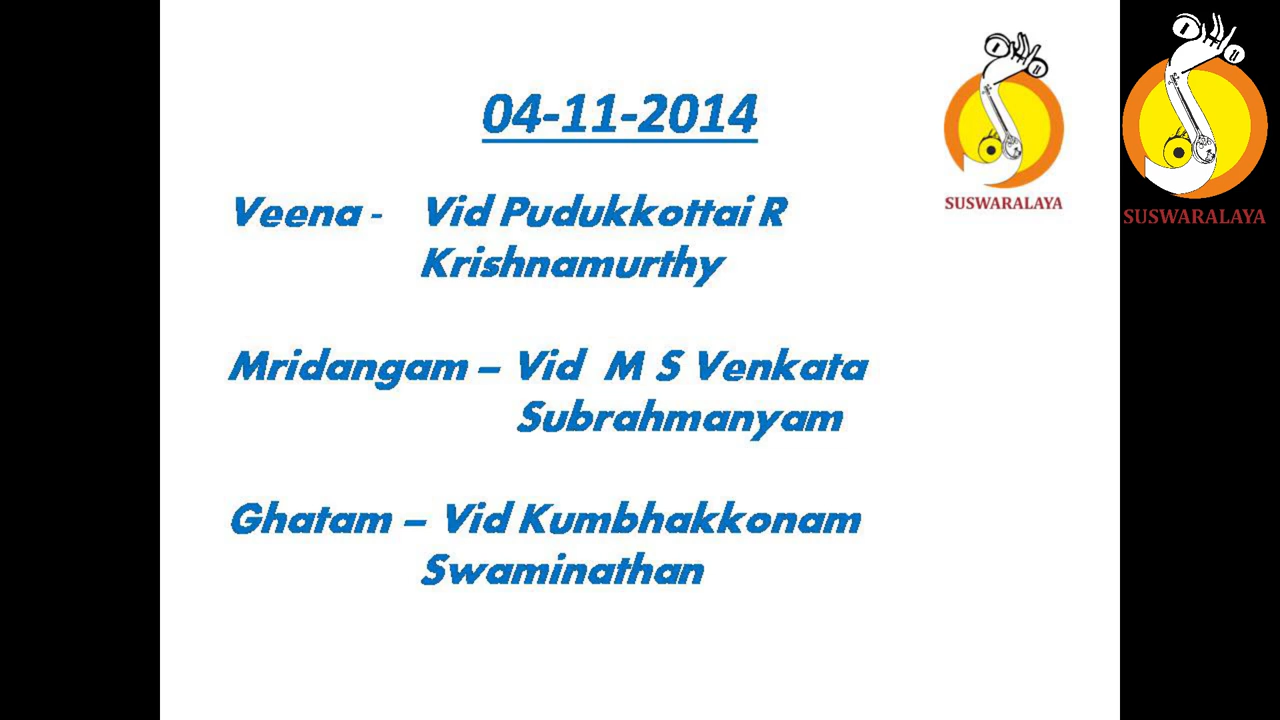 04-11-2014
SUSWARALAYA
SUSWARALAYA
Veena - Vid Pudukkottai R
Krishnamurthy
Mridangam – Vid M S Venkata
Subrahmanyam
Ghatam – Vid Kumbhakkonam
Swaminathan